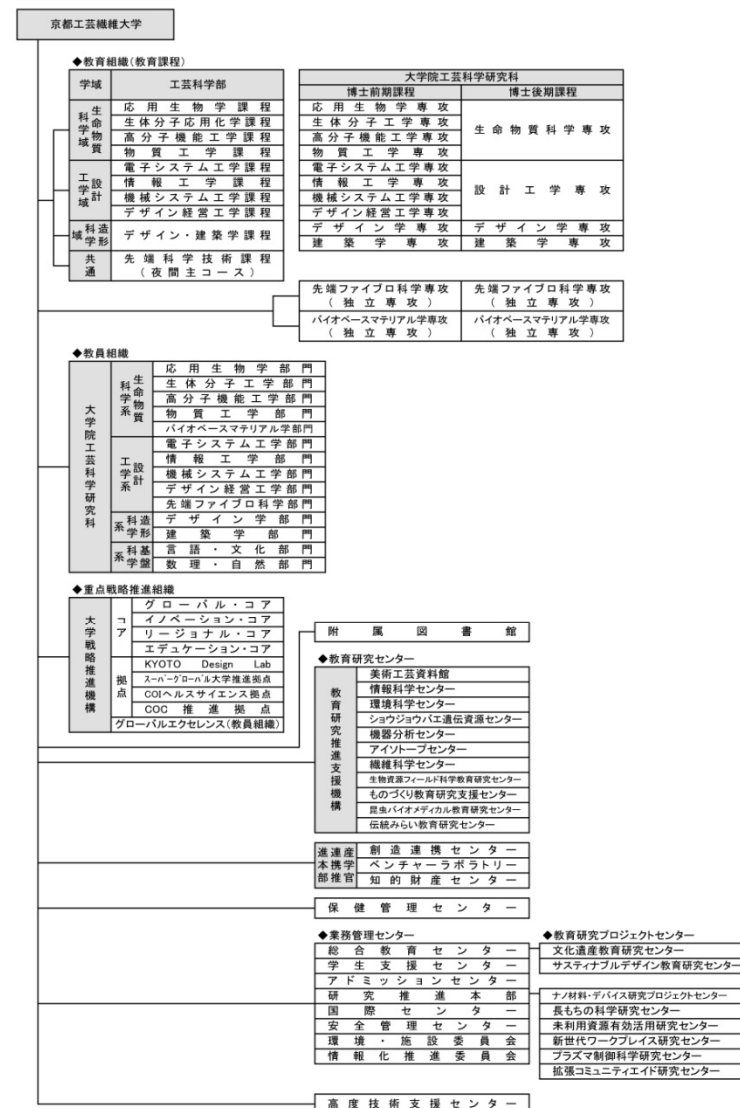 京都工芸繊維大学
◆教育組織(教育課程)
学域 工芸科学部
大学院工芸科学研究科
博士前期課程 博士後期課程
生命物質科学域
応用生物学課程
生体分子応用化学課程
高分子機能工学課程
物質工学課程
応用生物学専攻
生体分子工学専攻
高分子機能工学専攻
物質工学専攻
生命物質科学専攻
設計工学域
電子システム工学課程
情報工学課程
機械システム工学課程
デザイン経営工学課程
電子システム工学専攻
情報工学専攻
機械システム工学専攻
デザイン経営工学専攻
設計工学専攻
造形科学域
デザイン・建築学課程
デザイン学専攻 デザイン学専攻
建築学専攻 建築学専攻
共通
先端科学技術課程
(夜間主コース)
先端ファイブロ科学専攻 先端ファイブロ科学専攻
(独立専攻) (独立専攻)
バイオベースマテリアル学専攻 バイオベースマテリアル学専攻
(独立専攻) (独立専攻)
◆教員組織
大学院工芸科学研究科
生命物質科学系
応用生物学部門
生体分子工学部門
高分子機能工学部門
物質工学部門
バイオベースマテリアル学部門
設計工学系
電子システム工学部門
情報工学部門
機械システム工学部門
デザイン経営工学部門
先端ファイブロ科学部門
造形科学系
デザイン学部門
建築学部門
基盤科学系
言語・文化部門
数理・自然部門
◆重点戦略推進組織
大学戦略推進機構
コア
グローバル・コア
イノベーション・コア
リージョナル・コア
エデュケーション・コア
拠点
KYOTO Design Lab
スーパーグローバル大学推進拠点
COIヘルスサイエンス拠点
COC推進拠点
グローバルエクセレンス(教員組織)
附属図書館
◆教育研究センター
教育研究推進支援機構
美術工芸資料館
情報科学センター
環境科学センター
ショウジョウバエ遺伝資源センター
機器分析センター
アイソトープセンター
繊維科学センター
生物資源フィールド科学教育研究センター
ものづくり教育研究支援センター
昆虫バイオメディカル教育研究センター
伝統みらい教育研究センター
産学官連携推進本部
創造連携センター
ベンチャーラボラトリー
知的財産センター
保健管理センター
◆業務管理センター
総合教育センター
学生支援センター
アドミッションセンター
研究推進本部
国際センター
安全管理センター
環境・施設委員会
情報化推進委員会
◆教育研究プロジェクトセンター
文化遺産教育研究センター
サスティナブルデザイン教育研究センター
ナノ材料・デバイス研究プロジェクトセンター
長もちの科学研究センター
未利用資源有効活用研究センター
新世代ワークプレイス研究センター
プラズマ制御科学研究センター
拡張コミュニティエイド研究センター
高度技術支援センター